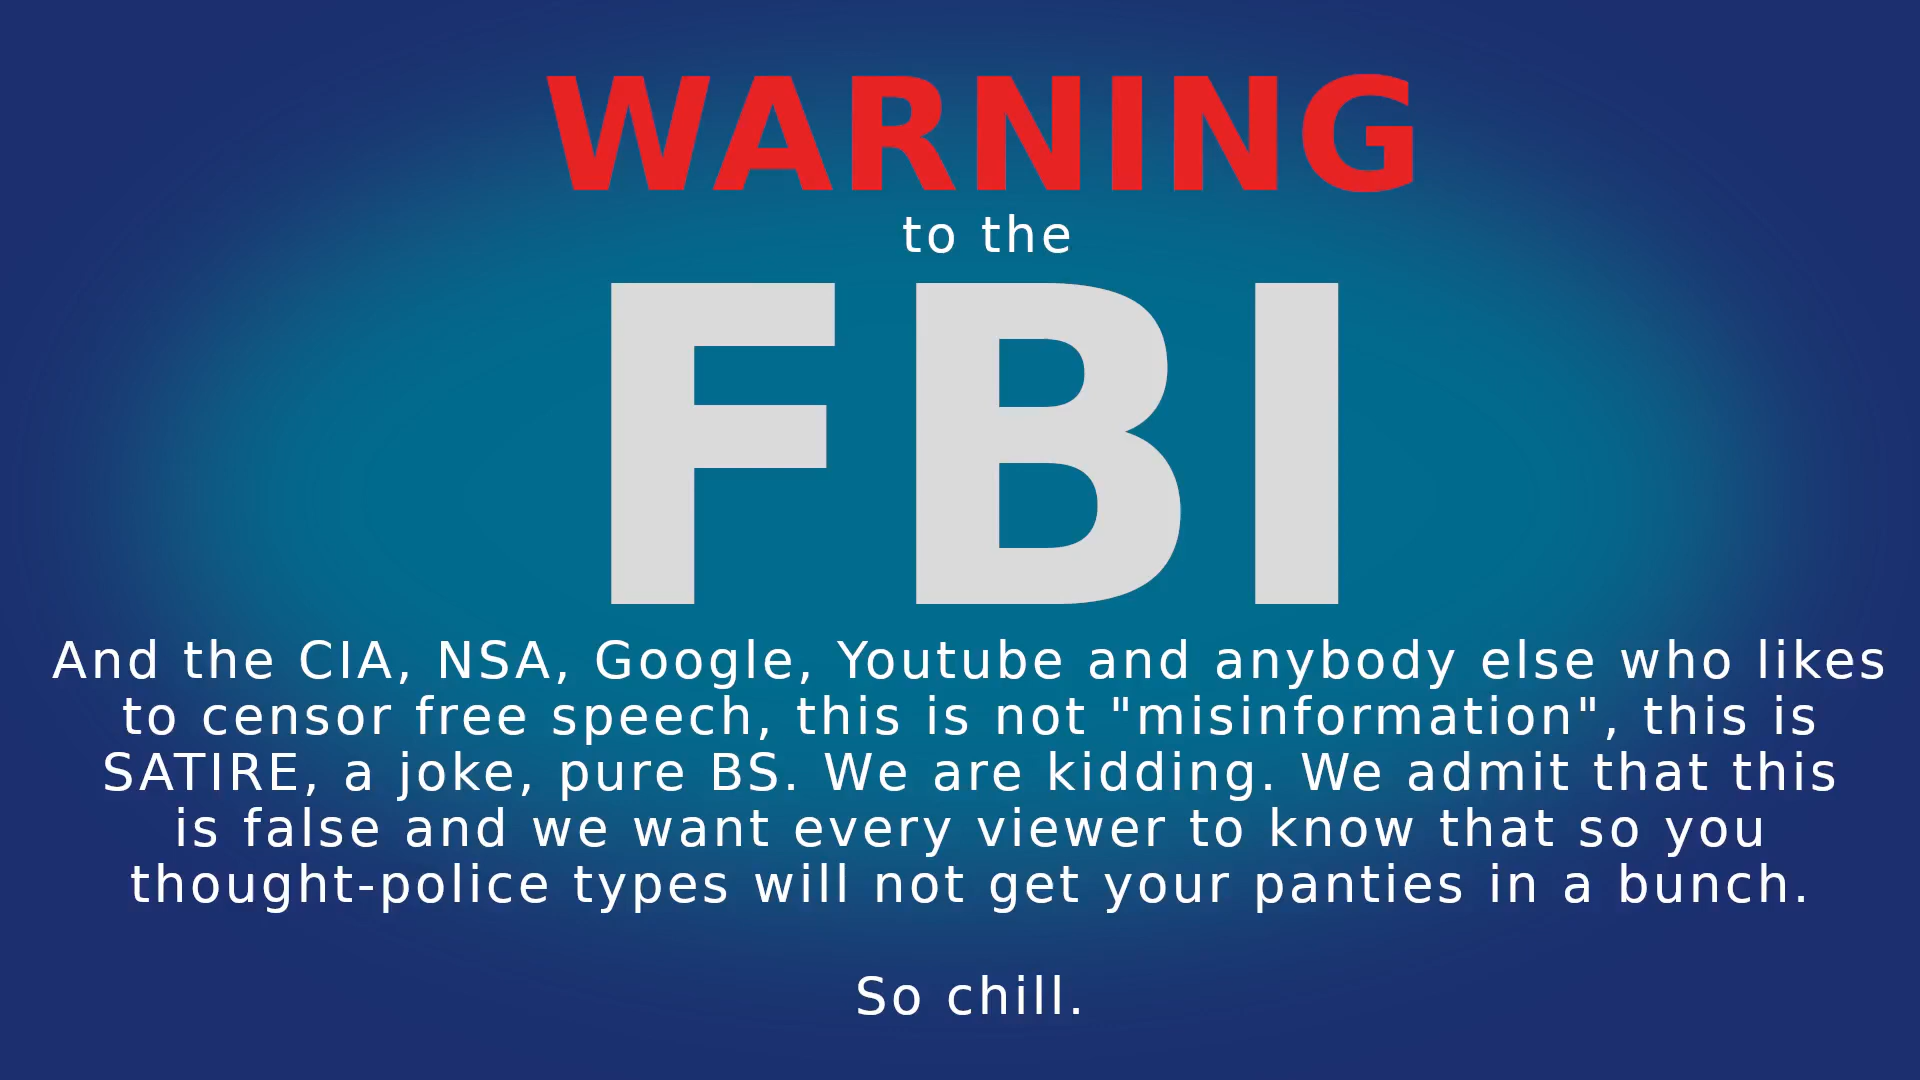 WARNING
to the
FBI
And the CIA, NSA, Google, Youtube and anybody else who likes
to censor free speech, this is not "misinformation", this is
SATIRE, a joke, pure BS. We are kidding. We admit that this
is false and we want every viewer to know that so you
thought-police types will not get your panties in a bunch.
So chill.